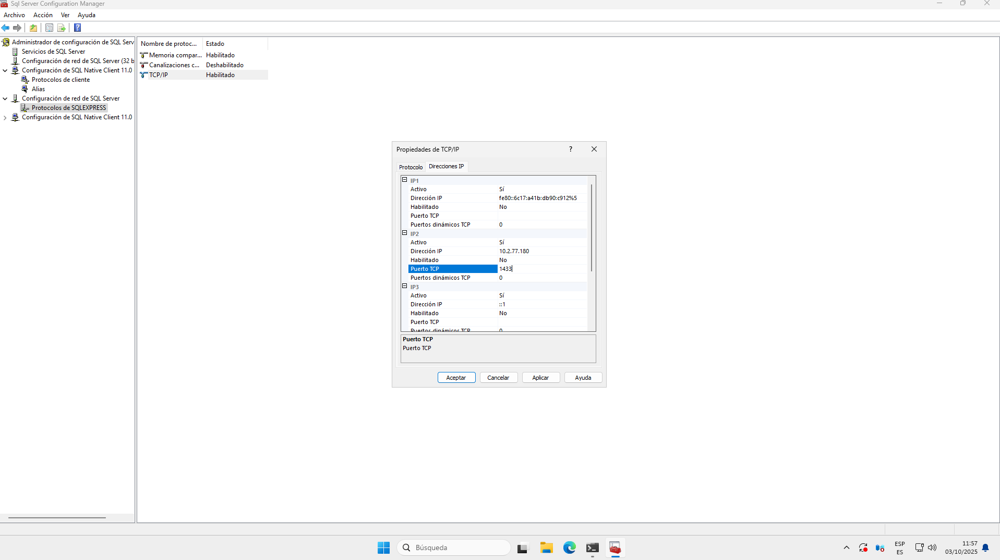 Sql Server Configuration Manager
Archivo Acción Ver Ayuda
Administrador de configuración de SQL Serv
Servicios de SQL Server
Configuración de red de SQL Server (32 b
Configuración de SQL Native Client 11.0
Protocolos de cliente
Alias
Configuración de red de SQL Server
Protocolos de SQLEXPRESS
Configuración de SQL Native Client 11.0
Nombre de protoc... Estado
Memoria compar... Habilitado
Canalizaciones c... Deshabilitado
TCP/IP Habilitado
Propiedades de TCP/IP ?
Protocolo Direcciones IP
IP1
Activo Sí
Dirección IP fe80::6c17:a41b:db90:c912%5
Habilitado No
Puerto TCP
Puertos dinámicos TCP 0
IP2
Activo Sí
Dirección IP 10.2.77.180
Habilitado No
Puerto TCP 1433
Puertos dinámicos TCP 0
IP3
Activo Sí
Dirección IP ::1
Habilitado No
Puerto TCP
Puertos dinámicos TCP 0
Puerto TCP
Puerto TCP
Aceptar Cancelar Aplicar Ayuda
Búsqueda
ESP
ES
11:57
03/10/2025